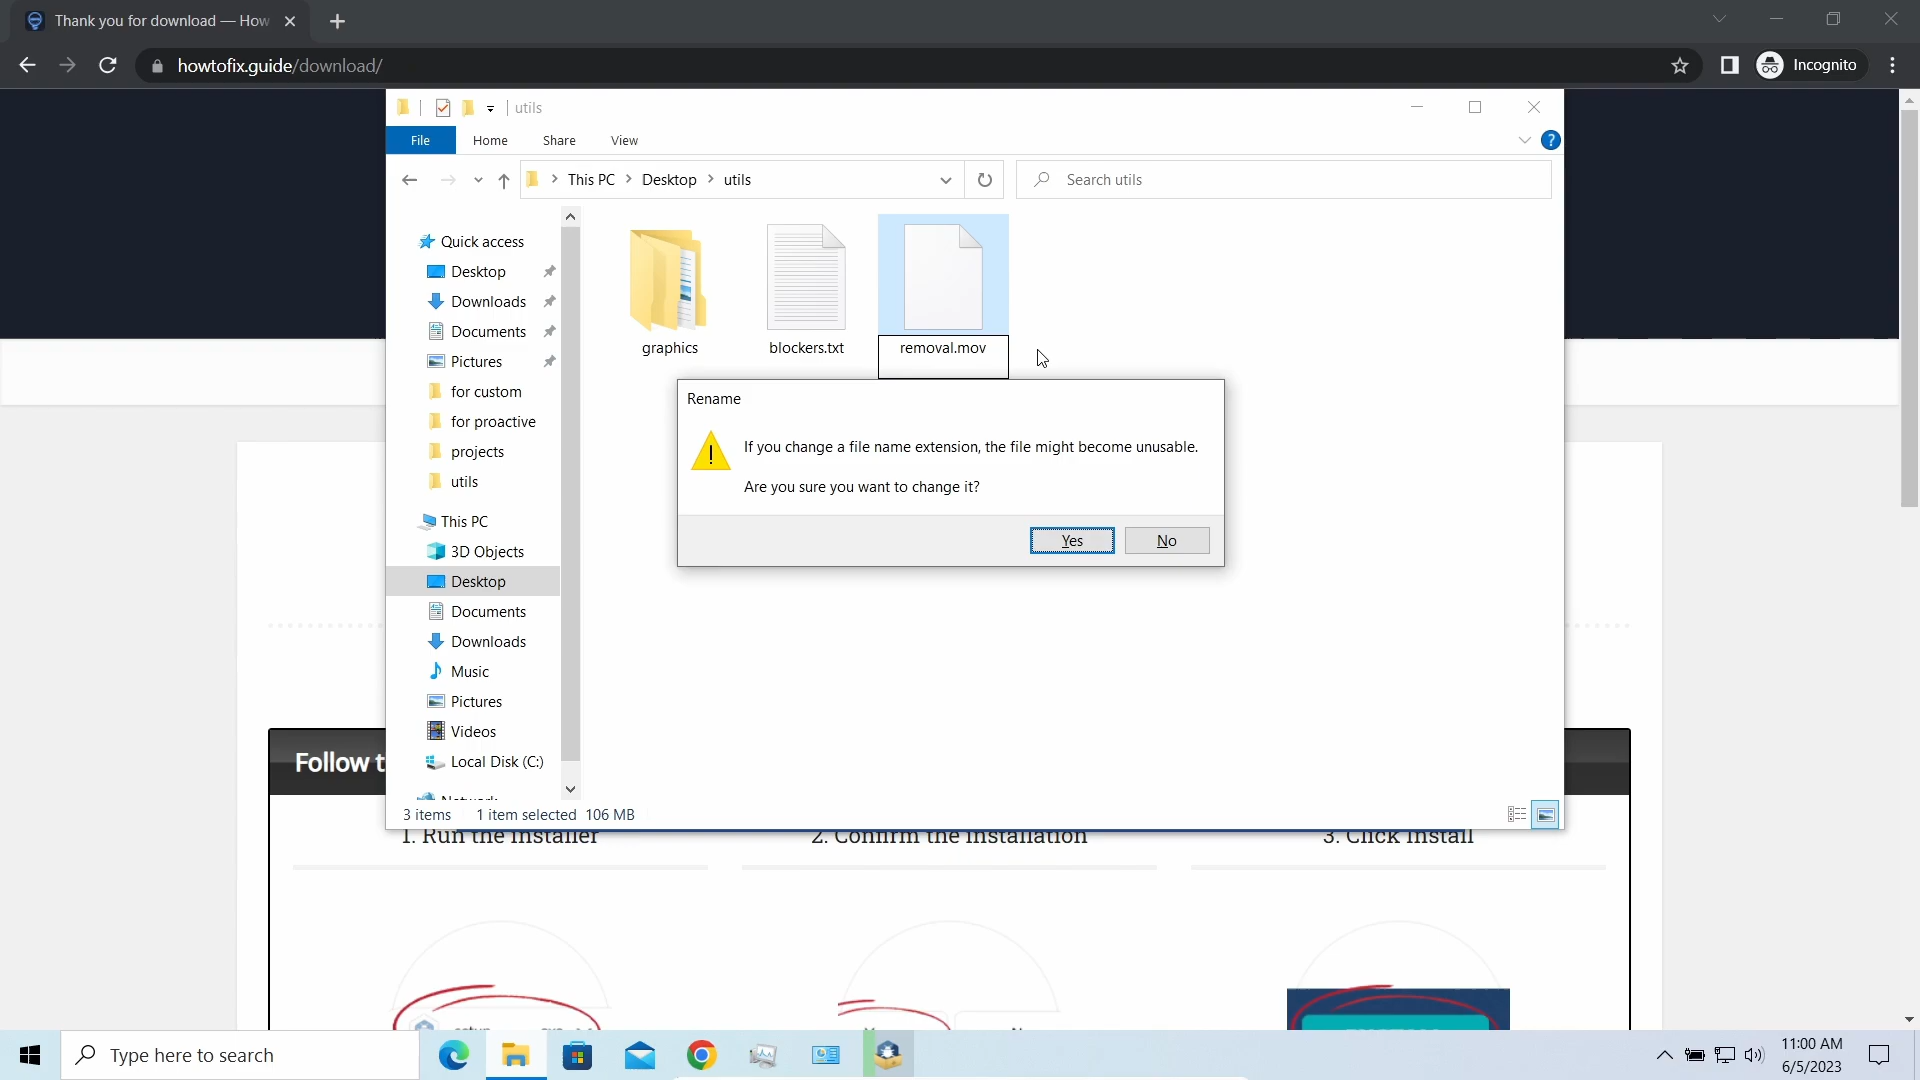 Thank you for download — How
howtofix.guide/download/
Incognito
utils
File
Home
Share
View
This PC
Desktop
utils
Search utils
Quick access
Desktop
Downloads
Documents
Pictures
for custom
for proactive
projects
utils
This PC
3D Objects
Desktop
Documents
Downloads
Music
Pictures
Videos
Local Disk (C:)
Network
graphics
blockers.txt
removal.mov
Rename
If you change a file name extension, the file might become unusable.
Are you sure you want to change it?
Yes
No
3 items
1 item selected 106 MB
Follow t
1. Run the Installer
2. Confirm the Installation
3. Click Install
Type here to search
11:00 AM
6/5/2023